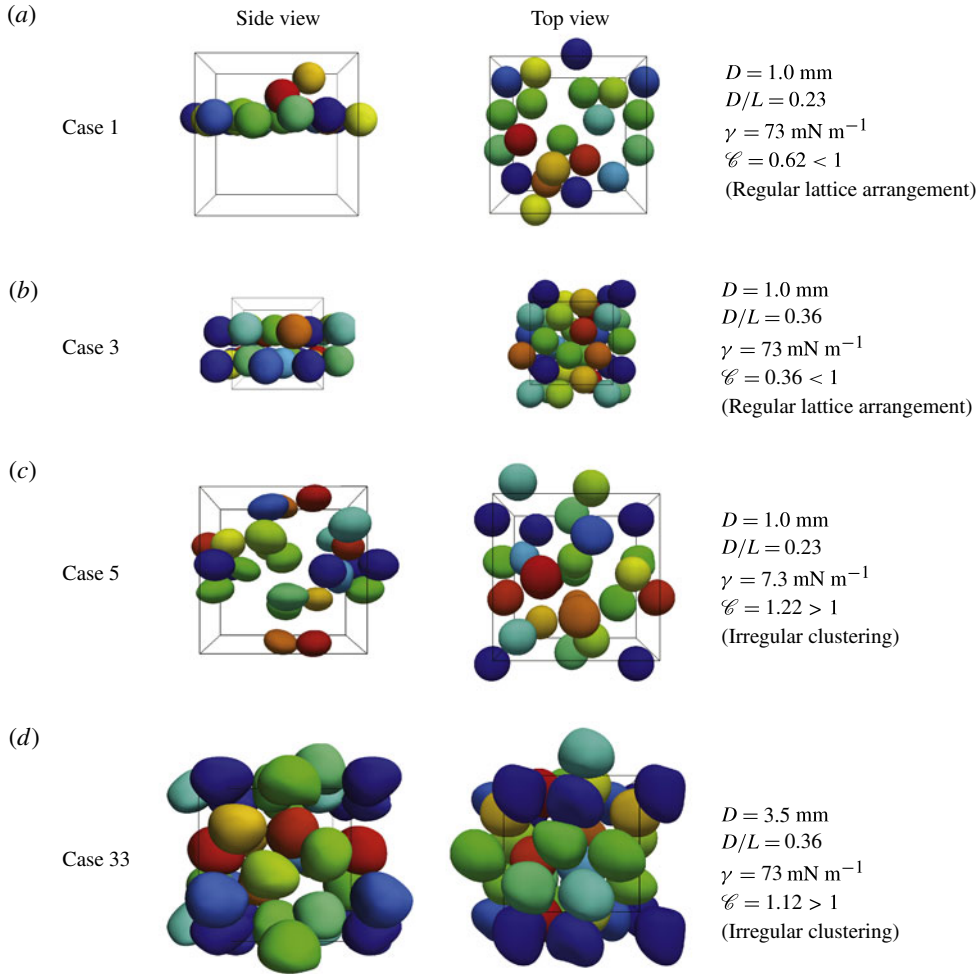 (a)
Side view
Top view
Case 1
D = 1.0 mm
D/L = 0.23
γ = 73 mN m⁻¹
𝒞 = 0.62 < 1
(Regular lattice arrangement)
(b)
Case 3
D = 1.0 mm
D/L = 0.36
γ = 73 mN m⁻¹
𝒞 = 0.36 < 1
(Regular lattice arrangement)
(c)
Case 5
D = 1.0 mm
D/L = 0.23
γ = 7.3 mN m⁻¹
𝒞 = 1.22 > 1
(Irregular clustering)
(d)
Case 33
D = 3.5 mm
D/L = 0.36
γ = 73 mN m⁻¹
𝒞 = 1.12 > 1
(Irregular clustering)